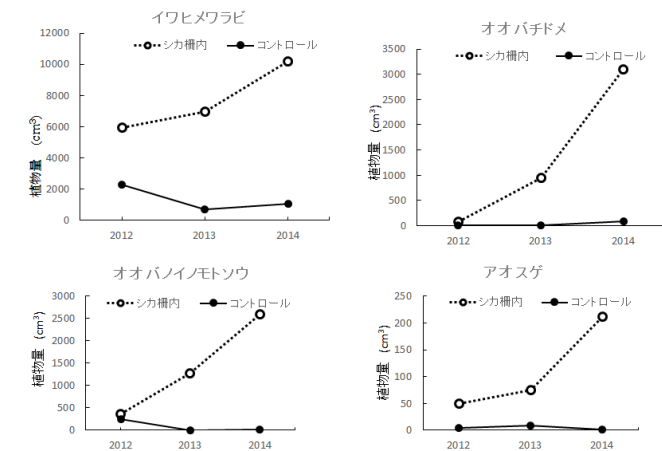 イワヒメワラビ
シカ柵内 コントロール
植物量 (cm³)
12000
10000
8000
6000
4000
2000
0
2012 2013 2014
オオバチドメ
シカ柵内 コントロール
植物量 (cm³)
3500
3000
2500
2000
1500
1000
500
0
2012 2013 2014
オオバノイノモトソウ
シカ柵内 コントロール
植物量 (cm³)
3000
2500
2000
1500
1000
500
0
2012 2013 2014
アオスゲ
シカ柵内 コントロール
植物量 (cm³)
250
200
150
100
50
0
2012 2013 2014